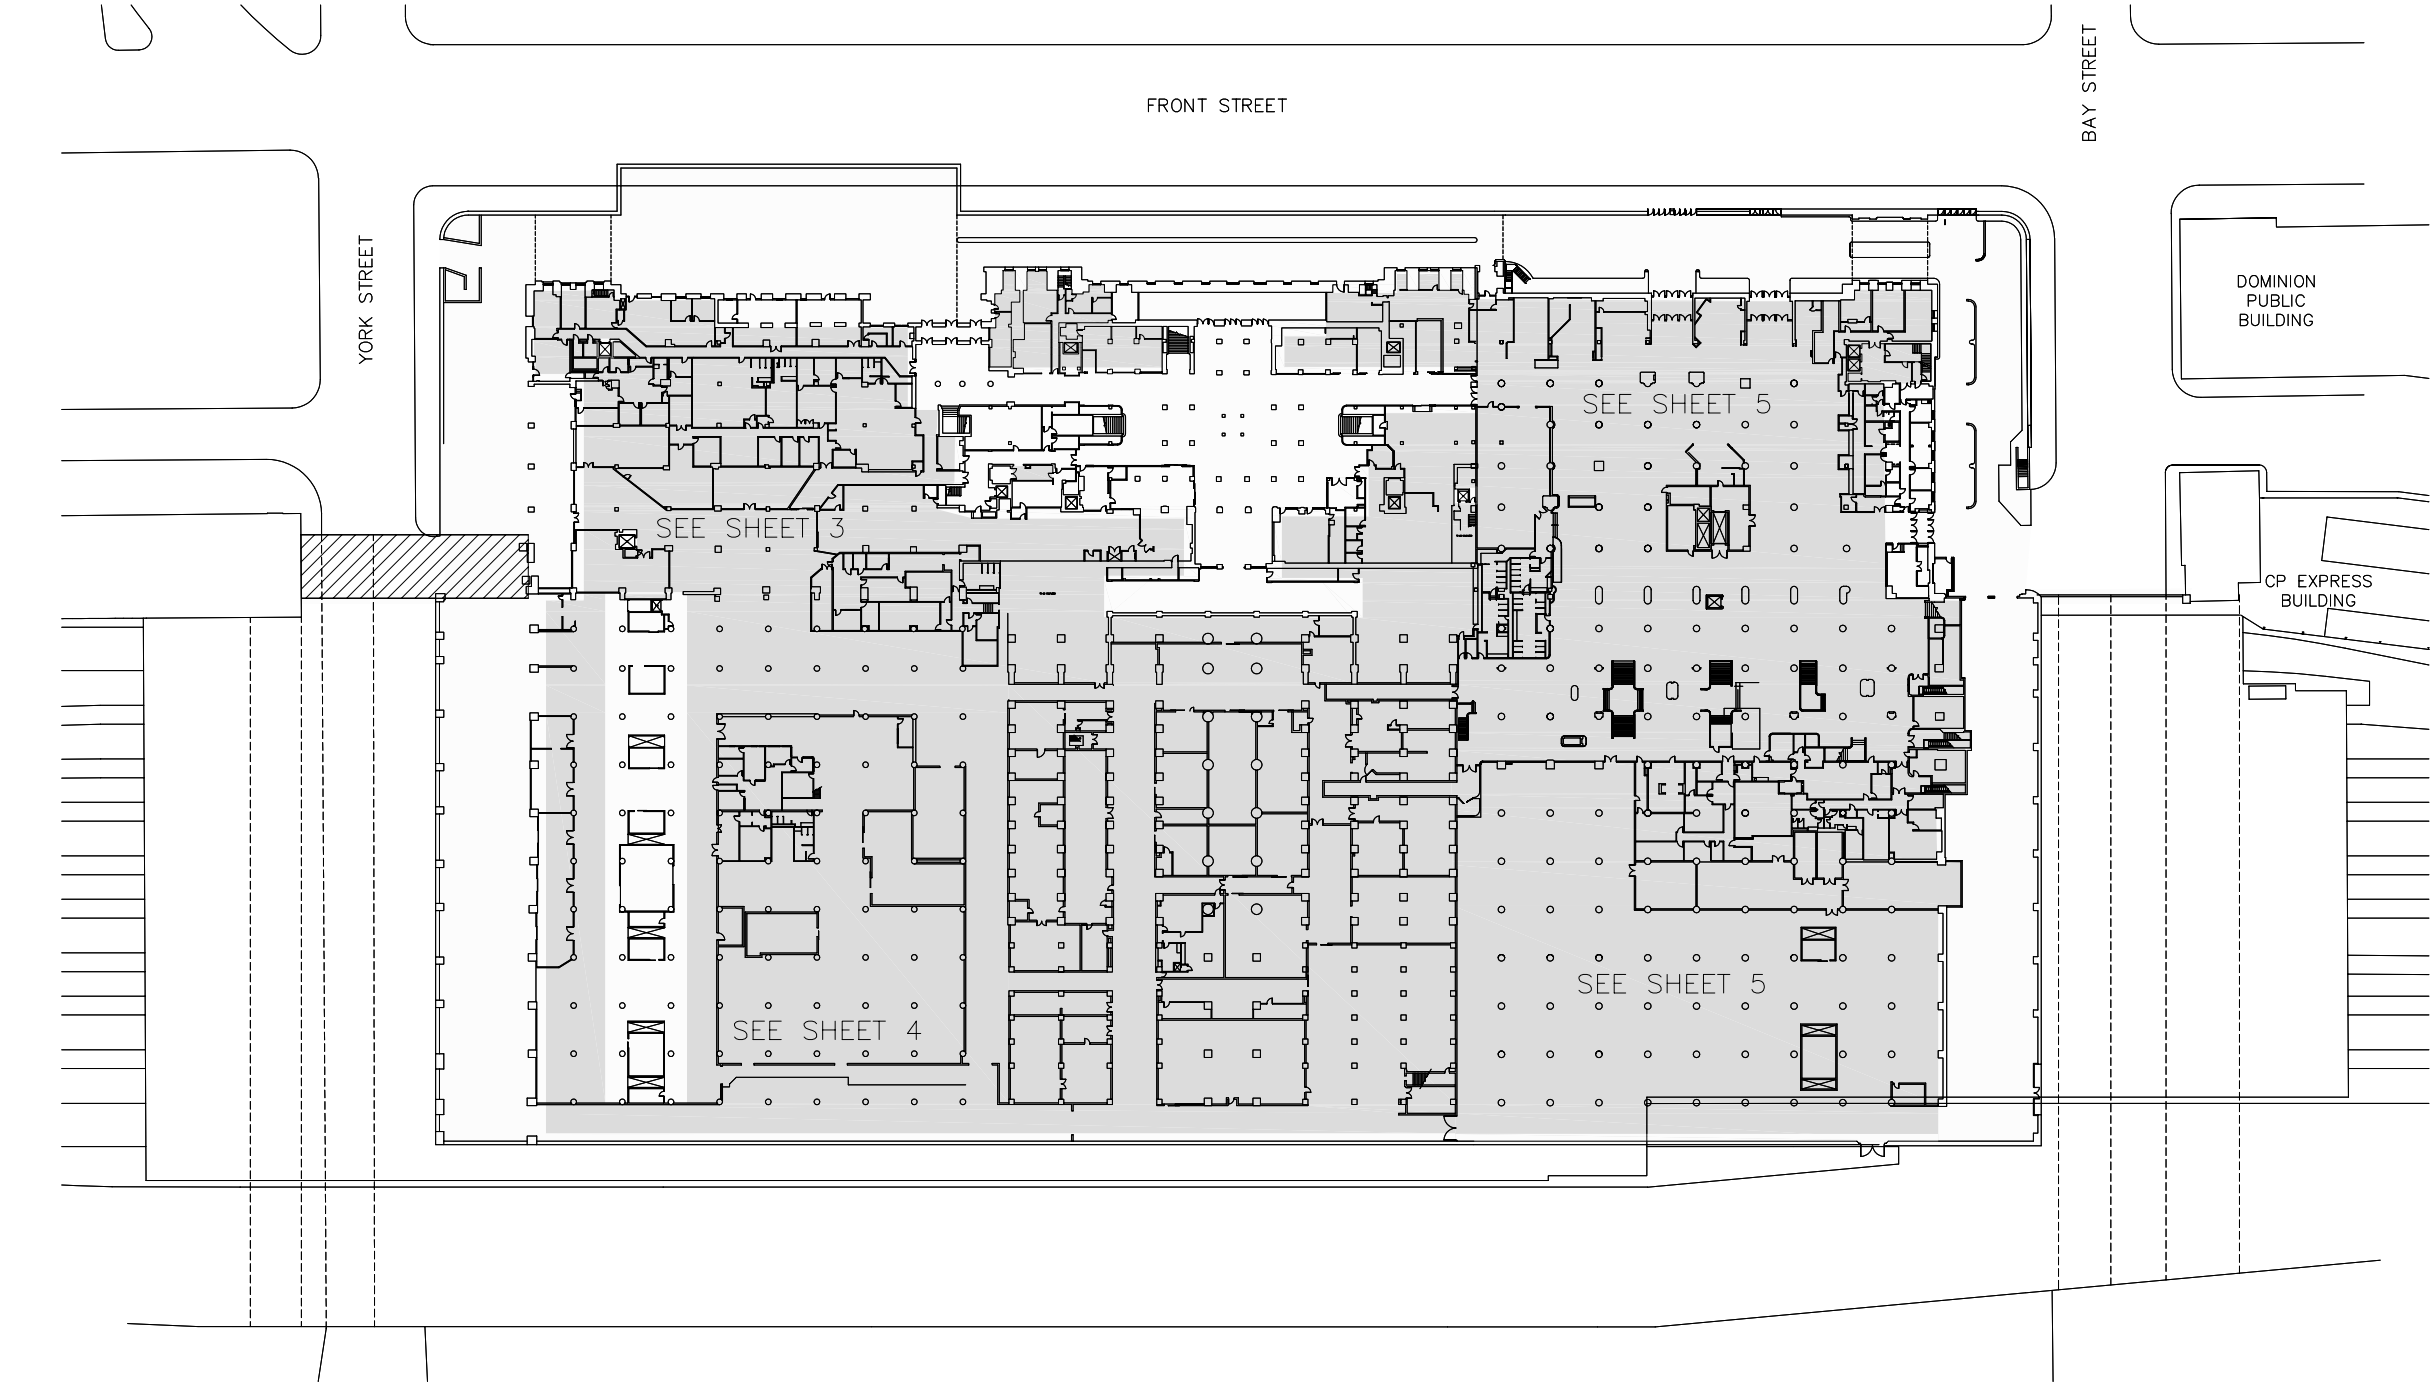 BAY STREET
FRONT STREET
YORK STREET
DOMINION
PUBLIC
BUILDING
SEE SHEET 5
SEE SHEET 3
CP EXPRESS
BUILDING
SEE SHEET 5
SEE SHEET 4